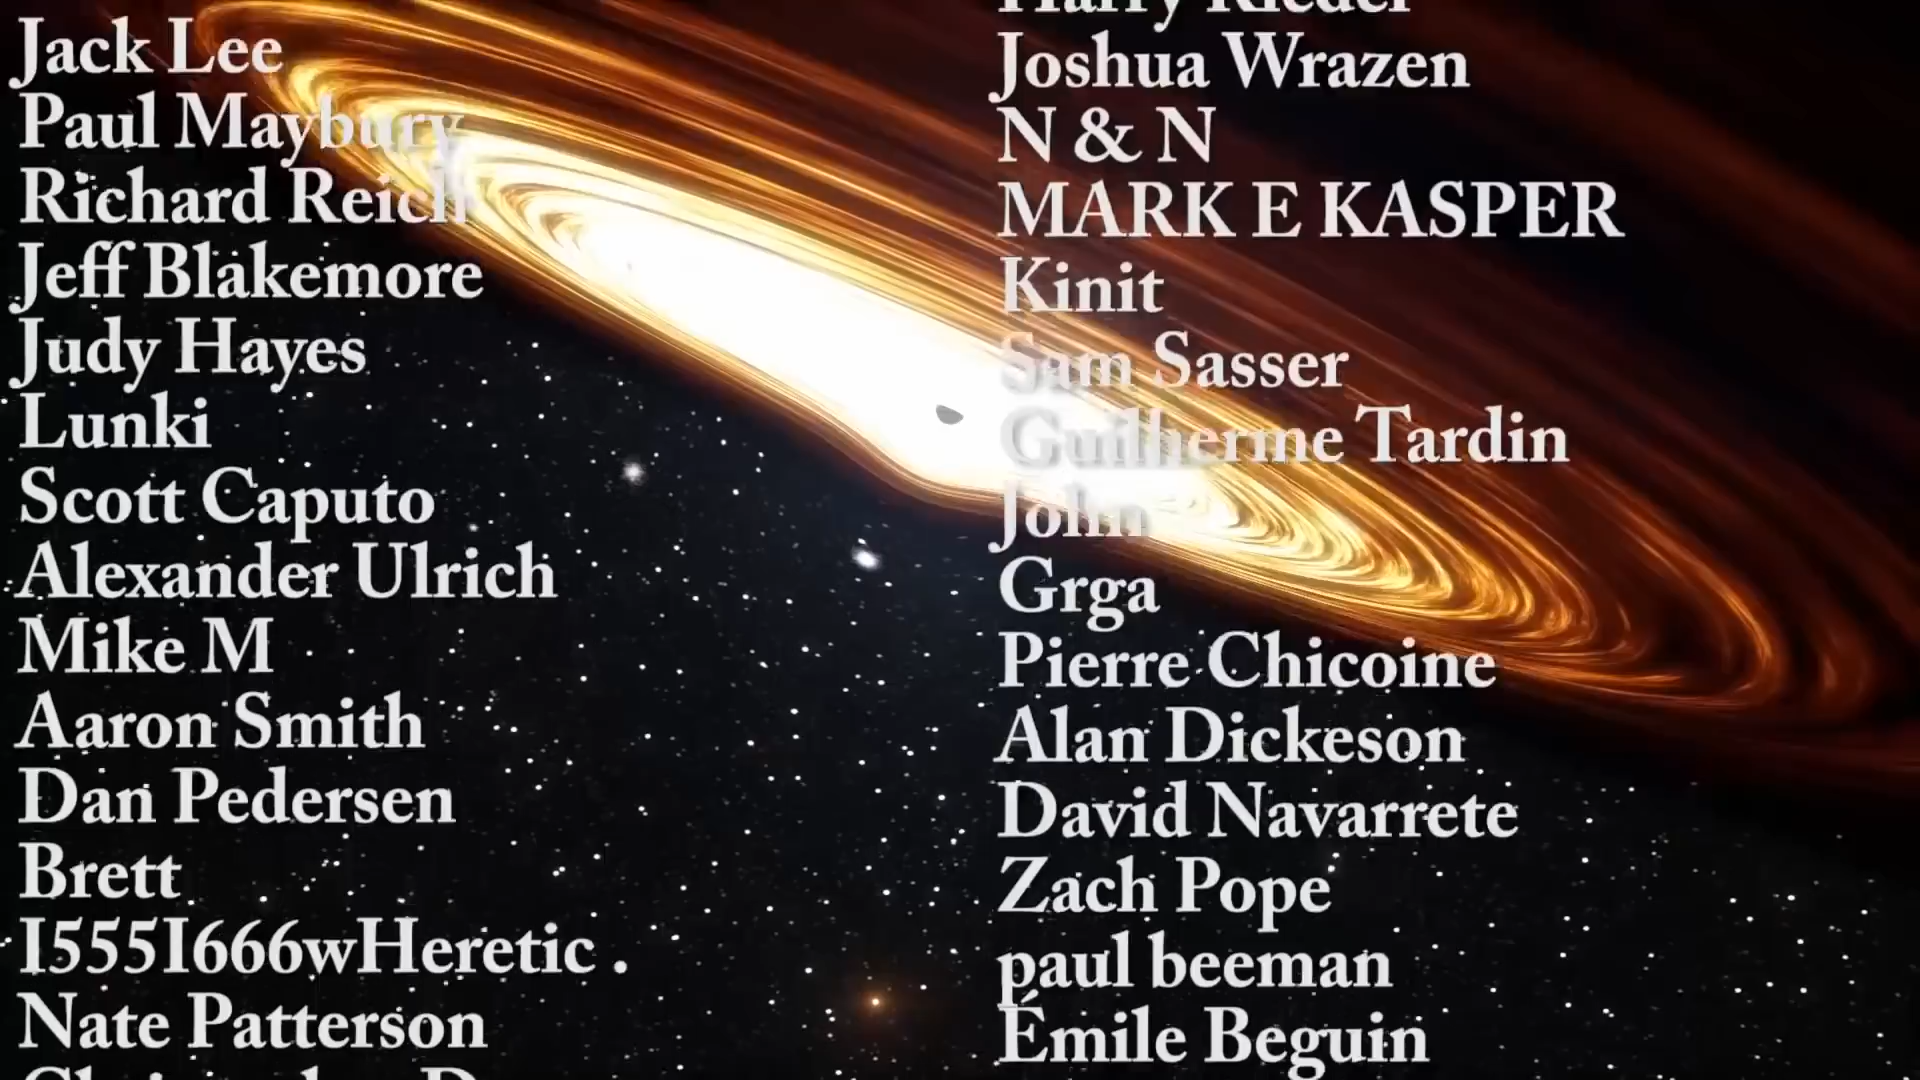 Jack Lee
Paul Maybury
Richard Reich
Jeff Blakemore
Judy Hayes
Lunki
Scott Caputo
Alexander Ulrich
Mike M
Aaron Smith
Dan Pedersen
Brett
I555I666wHeretic .
Nate Patterson
Harry Rieder
Joshua Wrazen
N & N
MARK E KASPER
Kinit
Sam Sasser
Guilherme Tardin
John
Grga
Pierre Chicoine
Alan Dickeson
David Navarrete
Zach Pope
paul beeman
Émile Beguin